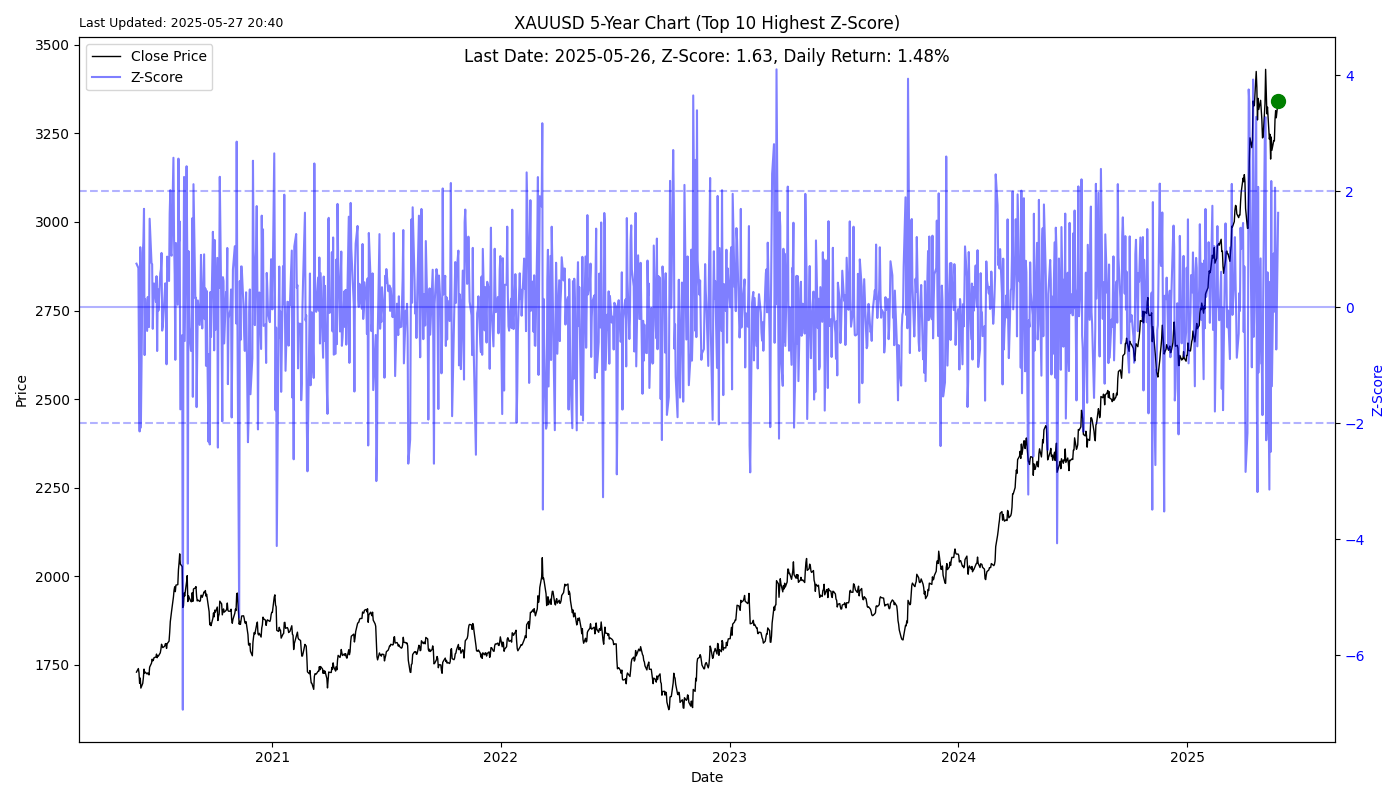 Last Updated: 2025-05-27 20:40
XAUUSD 5-Year Chart (Top 10 Highest Z-Score)
Last Date: 2025-05-26, Z-Score: 1.63, Daily Return: 1.48%
Close Price
Z-Score
3500
3250
3000
2750
2500
2250
2000
1750
Price
4
2
0
−2
−4
−6
Z-Score
2021
2022
2023
2024
2025
Date